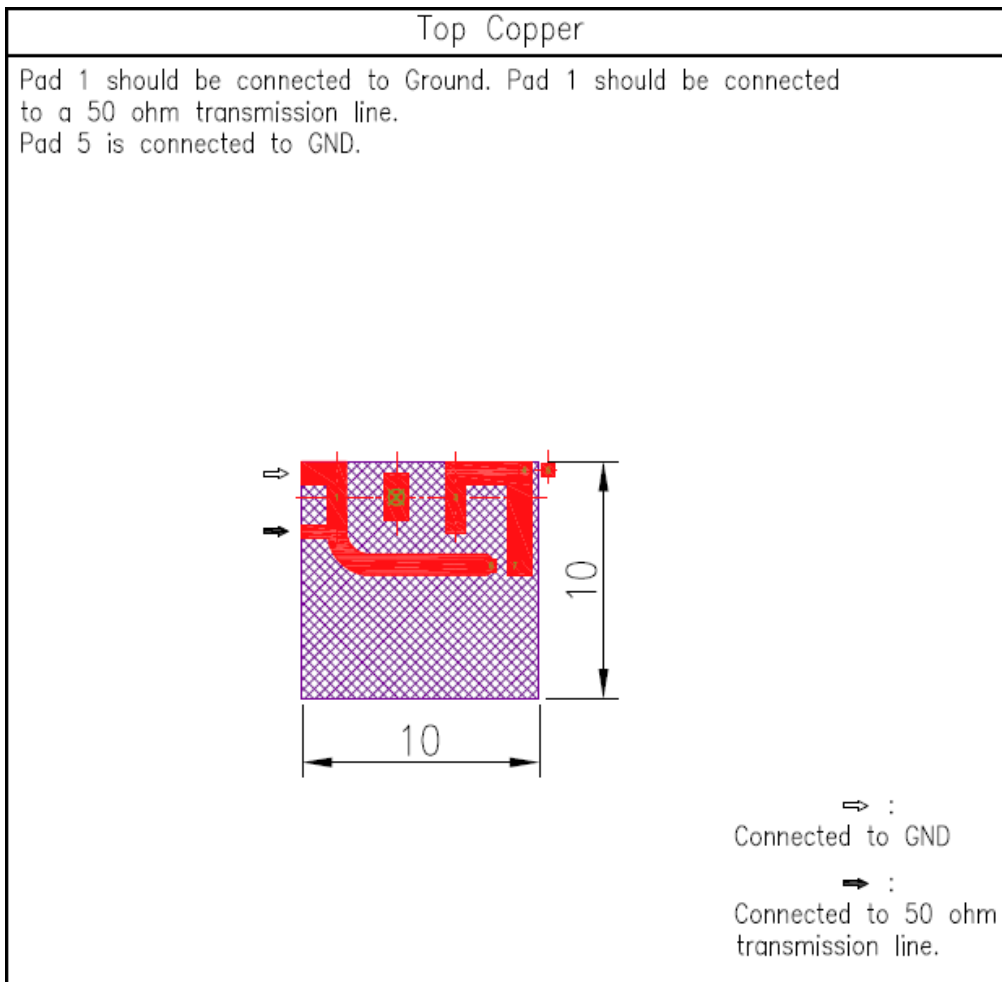 Top Copper
Pad 1 should be connected to Ground. Pad 1 should be connected
to a 50 ohm transmission line.
Pad 5 is connected to GND.
10
10
:
Connected to GND
:
Connected to 50 ohm
transmission line.